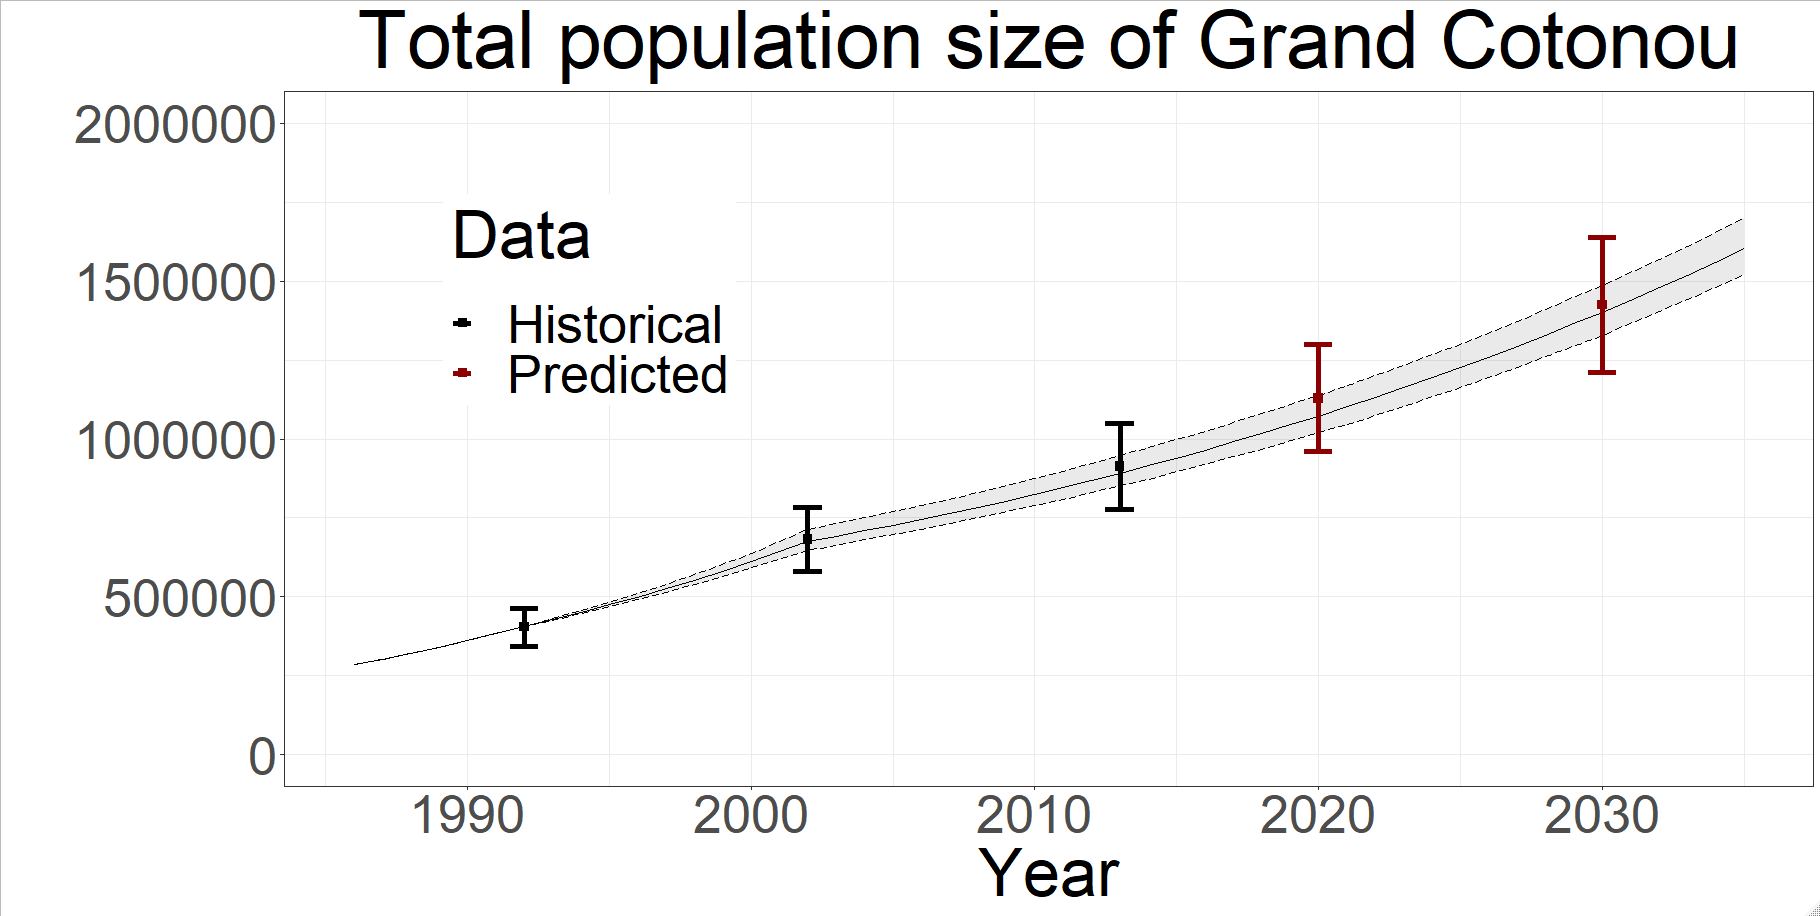 Total population size of Grand Cotonou
2000000
1500000
1000000
500000
0
Data
Historical
Predicted
1990 2000 2010 2020 2030
Year